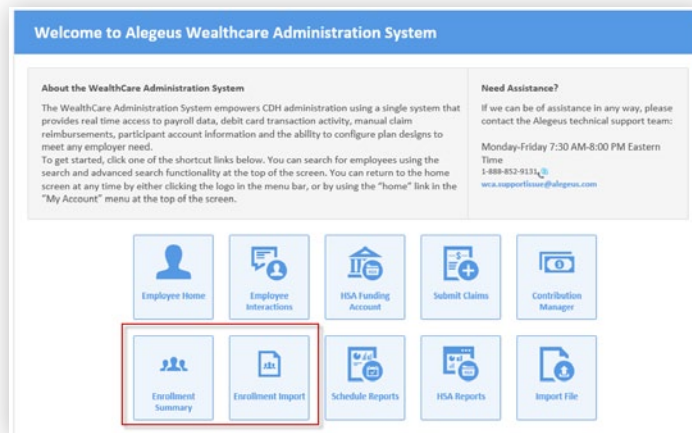 Welcome to Alegeus Wealthcare Administration System
About the WealthCare Administration System
The WealthCare Administration System empowers CDH administration using a single system that
provides real time access to payroll data, debit card transaction activity, manual claim
reimbursements, participant account information and the ability to configure plan designs to
meet any employer need.
To get started, click one of the shortcut links below. You can search for employees using the
search and advanced search functionality at the top of the screen. You can return to the home
screen at any time by either clicking the logo in the menu bar, or by using the "home" link in the
"My Account" menu at the top of the screen.
Need Assistance?
If we can be of assistance in any way, please
contact the Alegeus technical support team:
Monday-Friday 7:30 AM-8:00 PM Eastern
Time
1-888-852-9131
wca.supportissue@alegeus.com
Employee Home
Employee
Interactions
HSA Funding
Account
Submit Claims
Contribution
Manager
Enrollment
Summary
Enrollment Import
Schedule Reports
HSA Reports
Import File